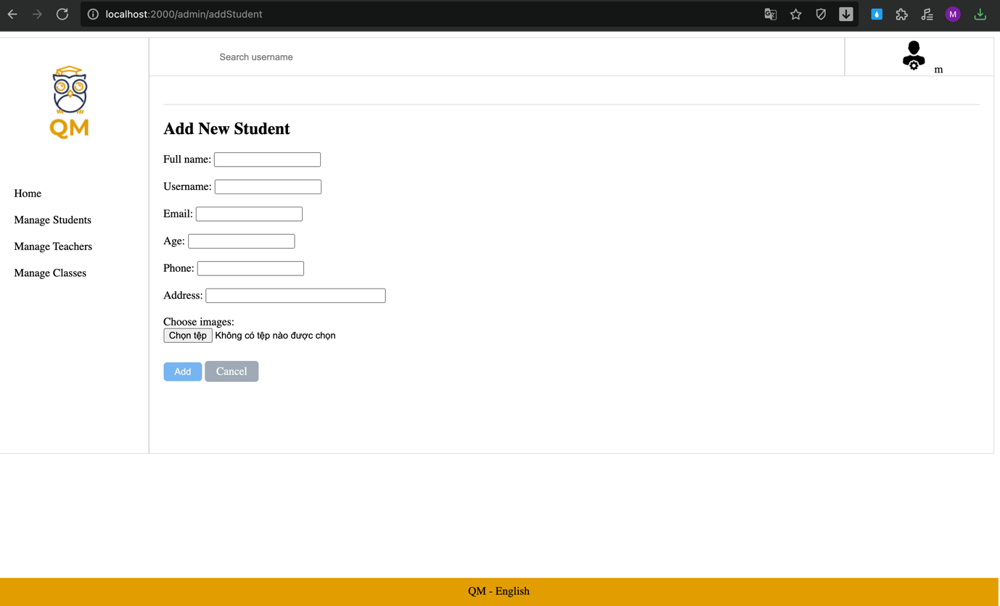 localhost:2000/admin/addStudent
M
QM
Search username
m
Home
Manage Students
Manage Teachers
Manage Classes
Add New Student
Full name:
Username:
Email:
Age:
Phone:
Address:
Choose images:
Chọn tệp Không có tệp nào được chọn
Add Cancel
QM - English